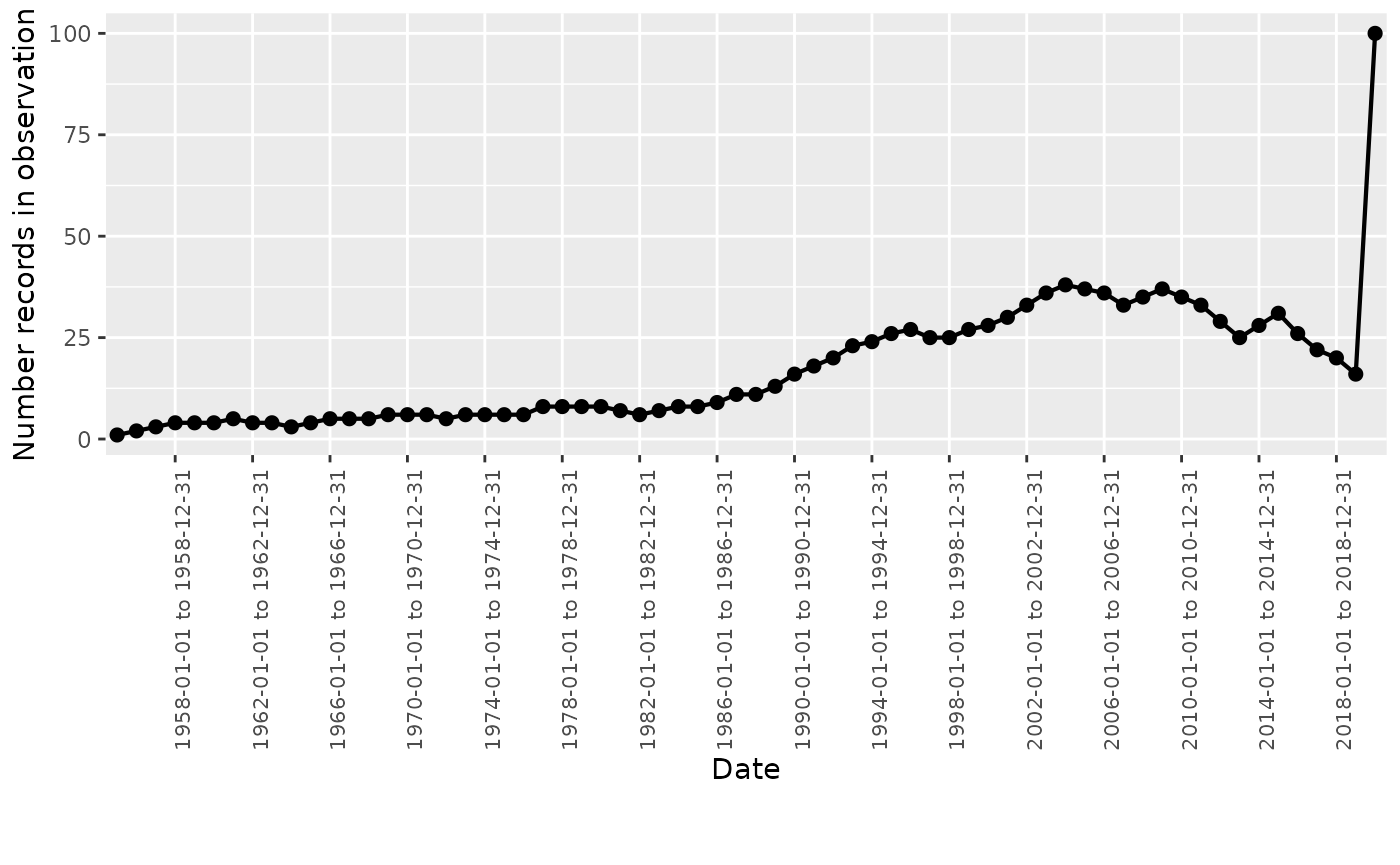 Number records in observation
100
75
50
25
0
1958-01-01 to 1958-12-31
1962-01-01 to 1962-12-31
1966-01-01 to 1966-12-31
1970-01-01 to 1970-12-31
1974-01-01 to 1974-12-31
1978-01-01 to 1978-12-31
1982-01-01 to 1982-12-31
1986-01-01 to 1986-12-31
1990-01-01 to 1990-12-31
1994-01-01 to 1994-12-31
1998-01-01 to 1998-12-31
2002-01-01 to 2002-12-31
2006-01-01 to 2006-12-31
2010-01-01 to 2010-12-31
2014-01-01 to 2014-12-31
2018-01-01 to 2018-12-31
Date